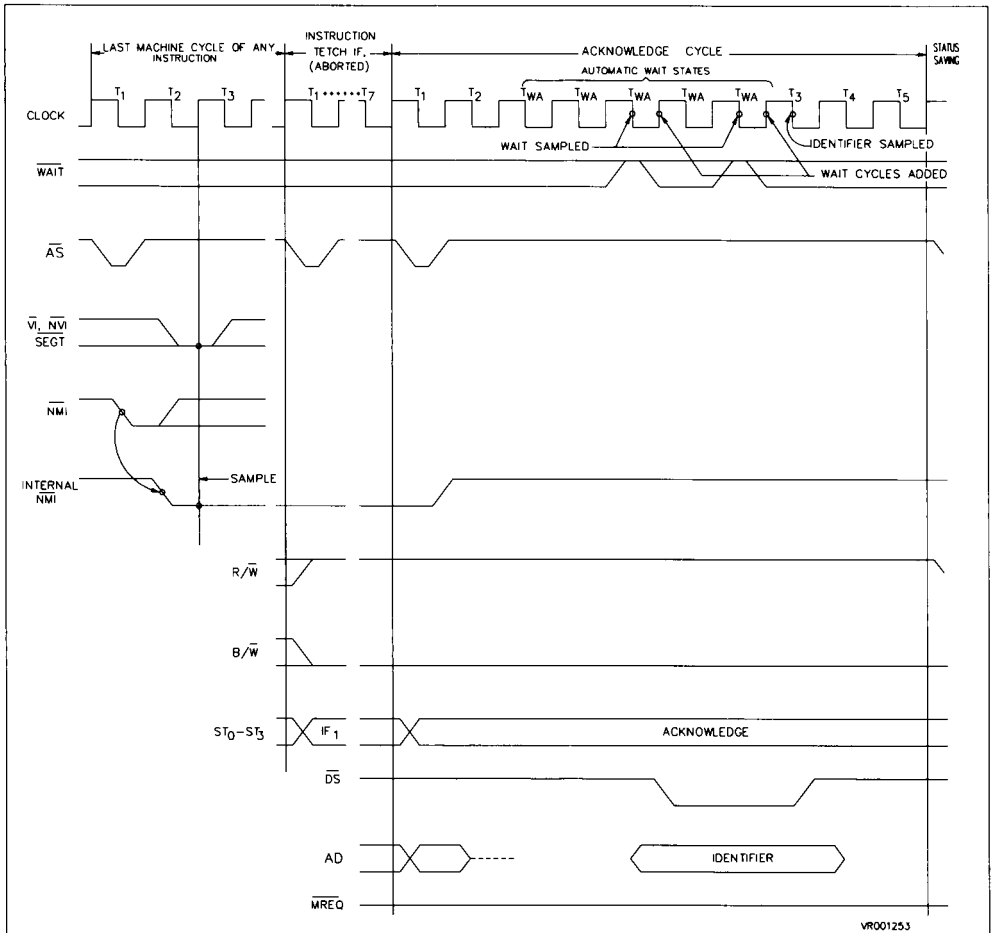 LAST MACHINE CYCLE OF ANY
INSTRUCTION
INSTRUCTION
TETCH IF,
(ABORTED)
ACKNOWLEDGE CYCLE
STATUS
SAVING
AUTOMATIC WAIT STATES
CLOCK
T1 T2 T3 T1 ······ T7 T1 T2 TWA TWA TWA TWA TWA T3 T4 T5
WAIT SAMPLED
IDENTIFIER SAMPLED
WAIT
WAIT CYCLES ADDED
AS
VI, NVI
SEGT
NMI
INTERNAL
NMI
SAMPLE
R/W
B/W
ST0-ST3
IF1
ACKNOWLEDGE
DS
AD
IDENTIFIER
MREQ
VR001253